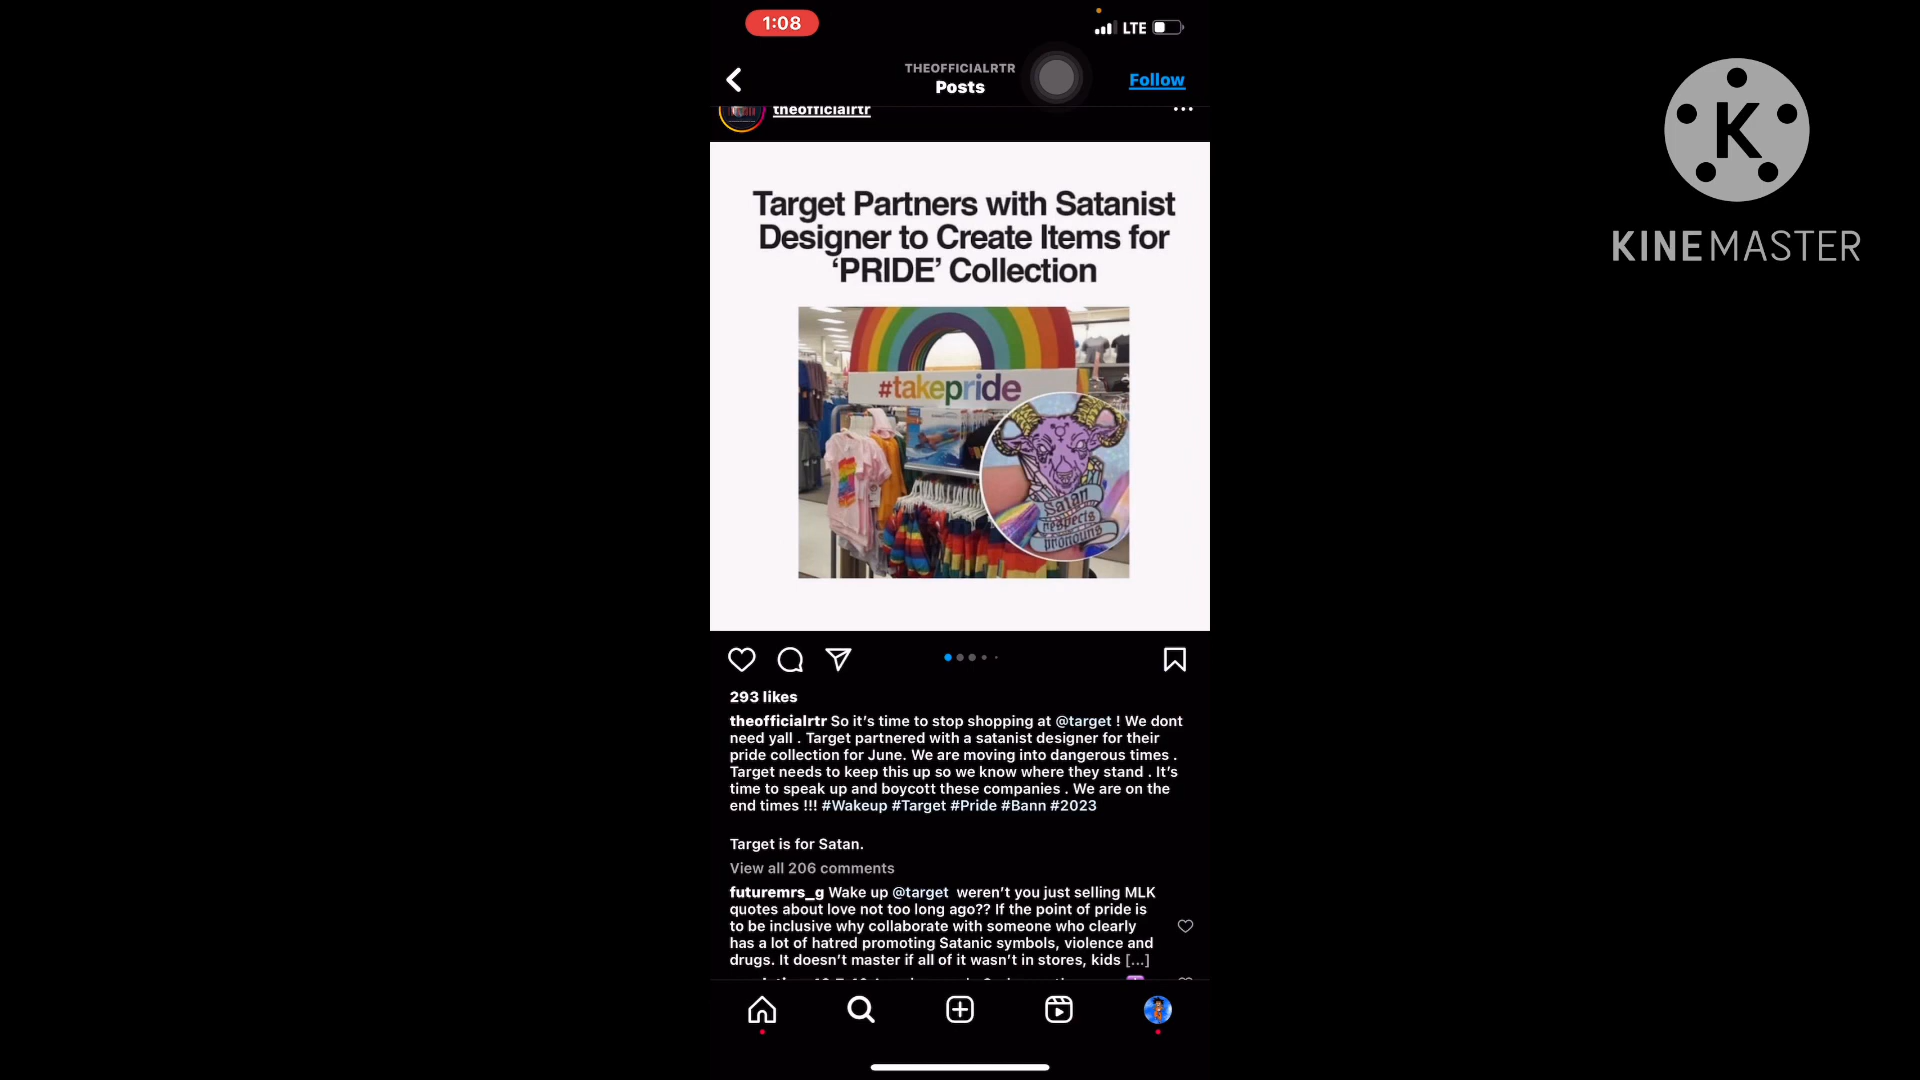 1:08
LTE
THEOFFICIALRTR
Posts
Follow
theofficialrtr
Target Partners with Satanist
Designer to Create Items for
‘PRIDE’ Collection
#takepride
Satan
respects
pronouns
293 likes
theofficialrtr So it’s time to stop shopping at @target ! We dont
need yall . Target partnered with a satanist designer for their
pride collection for June. We are moving into dangerous times .
Target needs to keep this up so we know where they stand . It’s
time to speak up and boycott these companies . We are on the
end times !!! #Wakeup #Target #Pride #Bann #2023
Target is for Satan.
View all 206 comments
futuremrs_g Wake up @target weren’t you just selling MLK
quotes about love not too long ago?? If the point of pride is
to be inclusive why collaborate with someone who clearly
has a lot of hatred promoting Satanic symbols, violence and
drugs. It doesn’t master if all of it wasn’t in stores, kids [...]
K
KINEMASTER